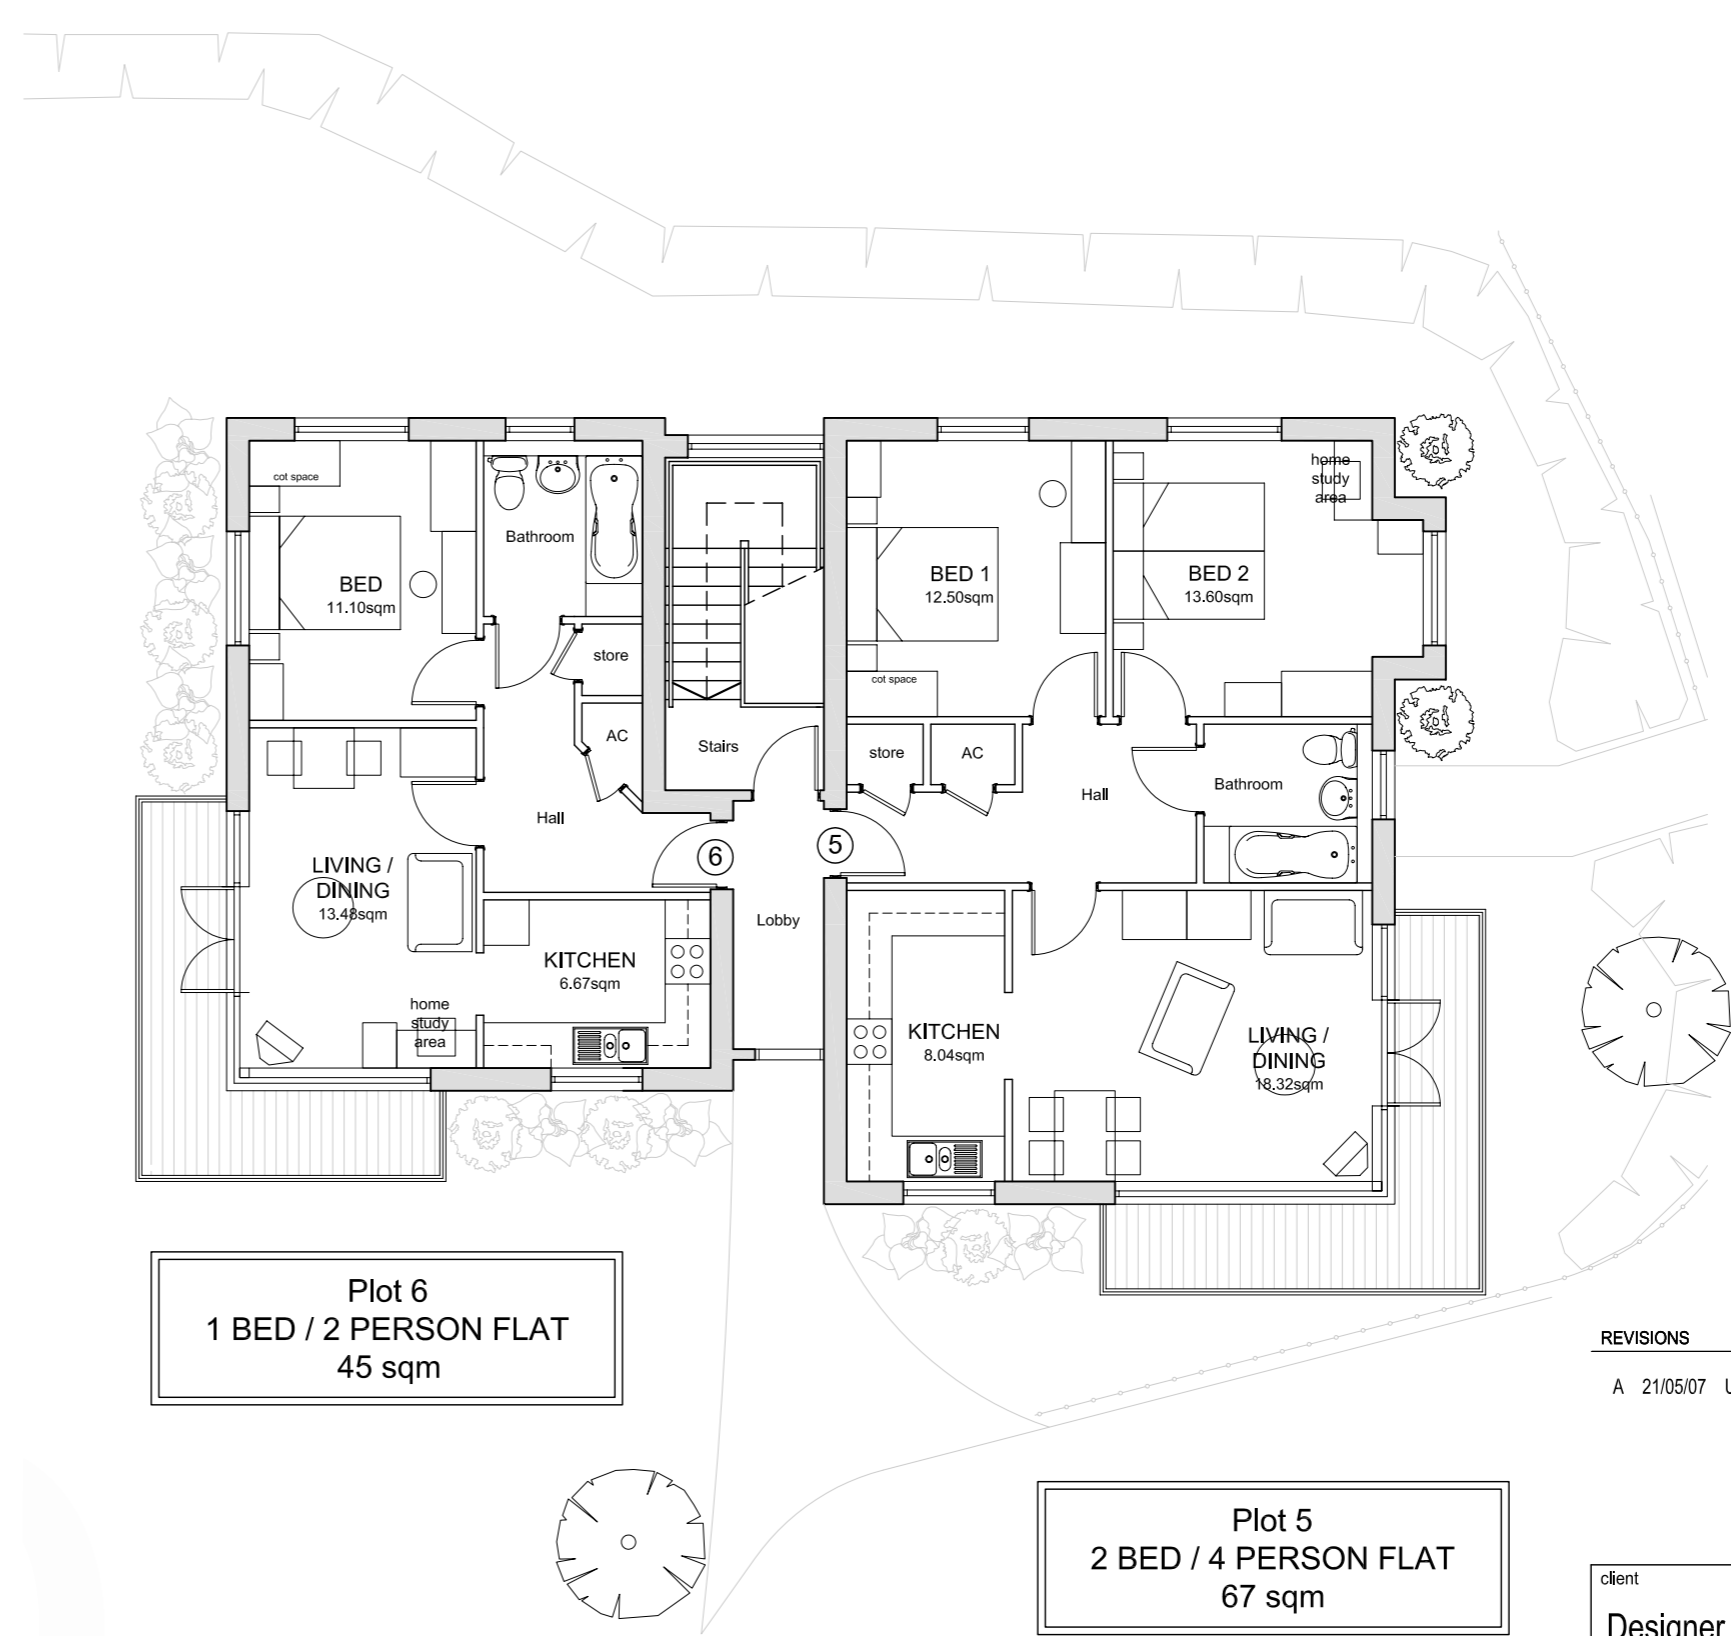 cot space
Bathroom
BED
11.10sqm
store
AC
Stairs
Hall
LIVING /
DINING
13.48sqm
KITCHEN
6.67sqm
home
study
area
6
5
Lobby
BED 1
12.50sqm
cot space
BED 2
13.60sqm
home
study
area
store
AC
Hall
Bathroom
KITCHEN
8.04sqm
LIVING /
DINING
18.32sqm
Plot 6
1 BED / 2 PERSON FLAT
45 sqm
Plot 5
2 BED / 4 PERSON FLAT
67 sqm
REVISIONS
A 21/05/07
client
Designer